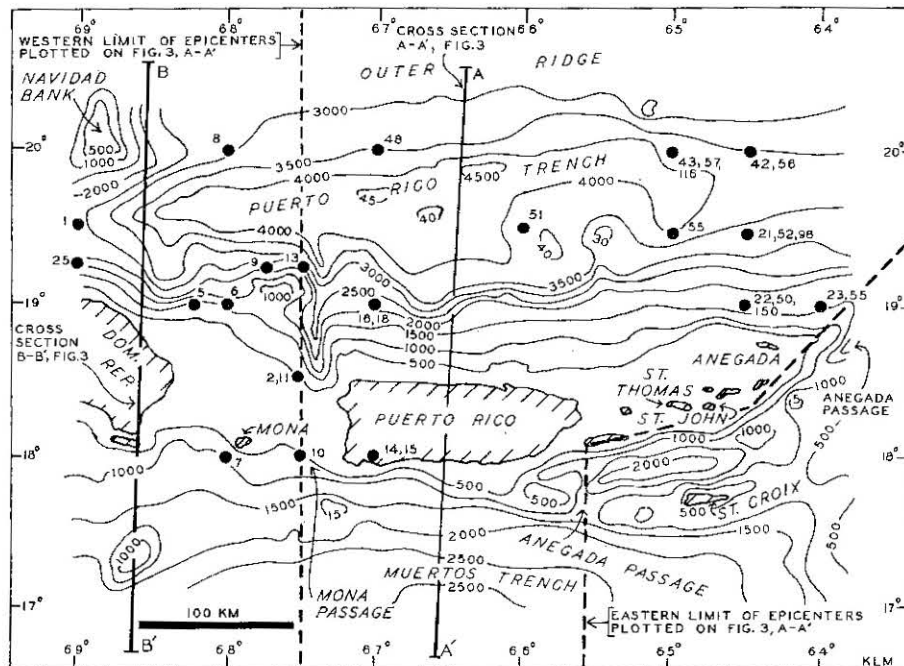 69°
68°
67°
66°
65°
64°
WESTERN LIMIT OF EPICENTERS
PLOTTED ON FIG. 3, A-A'
CROSS SECTION
A-A', FIG. 3
OUTER RIDGE
NAVIDAD
BANK
B
A
3000
20°
20°
500
1000
2000
8
48
3500
4000
45
4500
43,57,
116
42,56
PUERTO RICO TRENCH
4000
40
51
40
30
55
21,52,98
1
25
4000
9
13
3000
3500
3500
19°
19°
5
6
1000
2500
16,18
2000
1500
1000
500
22,50,
150
23,55
CROSS
SECTION
B-B', FIG. 3
DOM.
REP.
2,11
ANEGADA
ST.
THOMAS
ST.
JOHN
5
1000
ANEGADA
PASSAGE
PUERTO RICO
MONA
18°
18°
7
10
14,15
1000
1000
1000
2000
500
500
500
500
ST. CROIX
1500
1500
15
2000
2500
2500
1000
ANEGADA PASSAGE
MUERTOS TRENCH
500
17°
17°
100 KM
MONA
PASSAGE
EASTERN LIMIT OF EPICENTERS
PLOTTED ON FIG. 3, A-A'
B'
A'
69°
68°
67°
66°
65°
64°
KLM